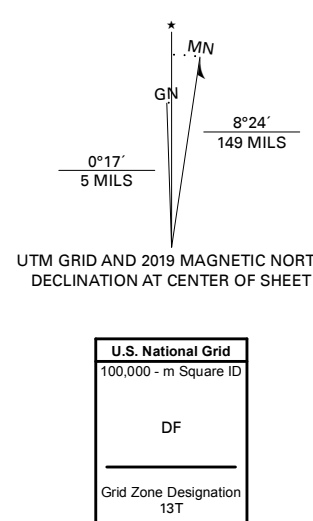 ★
MN
GN
8°24´
149 MILS
0°17´
5 MILS
UTM GRID AND 2019 MAGNETIC NORT
DECLINATION AT CENTER OF SHEET
U.S. National Grid
100,000 - m Square ID
DF
Grid Zone Designation
13T